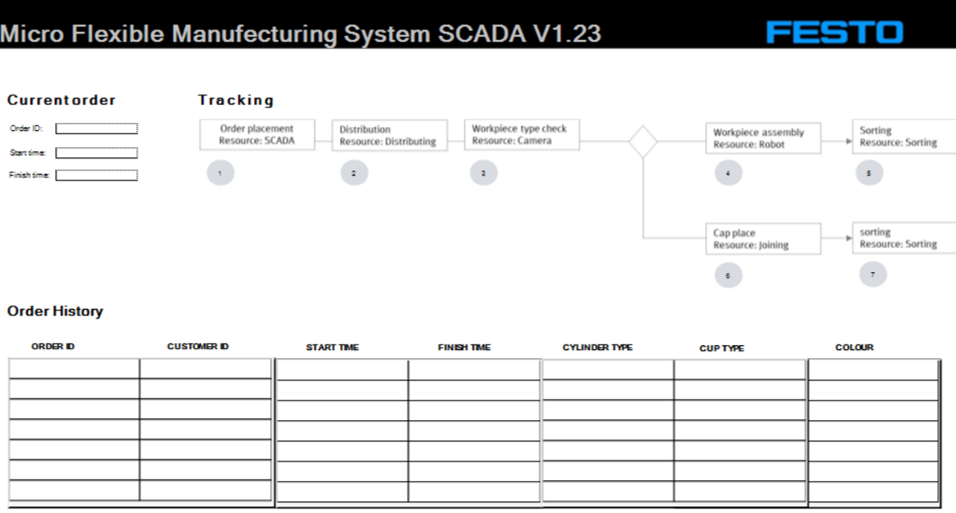 Micro Flexible Manufecturing System SCADA V1.23
FESTO
Current order
Tracking
Order ID:
Start time:
Finish time:
Order placement
Resource: SCADA
Distribution
Resource: Distributing
Workpiece type check
Resource: Camera
Workpiece assembly
Resource: Robot
Sorting
Resource: Sorting
1
2
3
4
5
Cap place
Resource: Joining
sorting
Resource: Sorting
6
7
Order History
ORDER ID
CUSTOMER ID
START TIME
FINISH TIME
CYLINDER TYPE
CUP TYPE
COLOUR